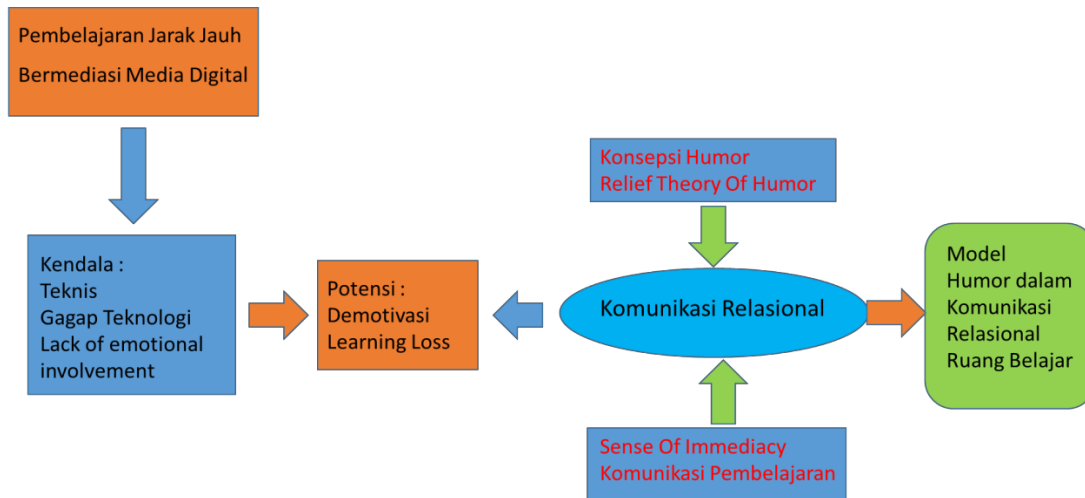 Pembelajaran Jarak Jauh
Bermediasi Media Digital
Konsepsi Humor
Relief Theory Of Humor
Kendala :
Teknis
Gagap Teknologi
Lack of emotional
involvement
Potensi :
Demotivasi
Learning Loss
Komunikasi Relasional
Model
Humor dalam
Komunikasi
Relasional
Ruang Belajar
Sense Of Immediacy
Komunikasi Pembelajaran